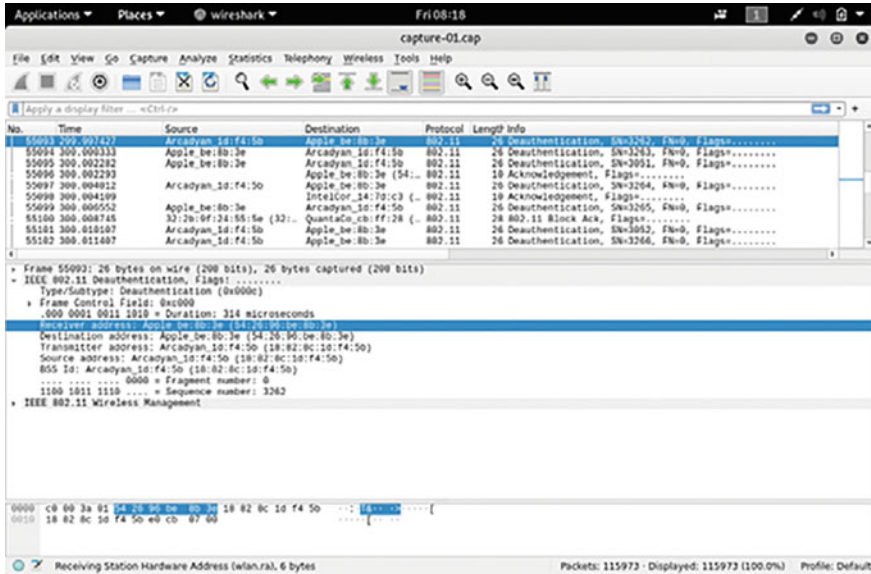 Applications Places wireshark Fri08:18 1
capture-01.cap
File Edit View Go Capture Analyze Statistics Telephony Wireless Tools Help
Apply a display filter ... <Ctrl-/>
No. Time Source Destination Protocol Length Info
55093 299.997427 Arcadyan_1d:f4:5b Apple_be:8b:3e 802.11 26 Deauthentication, SN=3262, FN=0, Flags=........
55094 300.000333 Apple_be:8b:3e Arcadyan_1d:f4:5b 802.11 26 Deauthentication, SN=3263, FN=0, Flags=........
55095 300.002282 Apple_be:8b:3e Arcadyan_1d:f4:5b 802.11 26 Deauthentication, SN=3051, FN=0, Flags=........
55096 300.002293 Apple_be:8b:3e (54:… 802.11 10 Acknowledgement, Flags=........
55097 300.004012 Arcadyan_1d:f4:5b Apple_be:8b:3e 802.11 26 Deauthentication, SN=3264, FN=0, Flags=........
55098 300.004109 IntelCor_14:7d:c3 (… 802.11 10 Acknowledgement, Flags=........
55099 300.006552 Apple_be:8b:3e Arcadyan_1d:f4:5b 802.11 26 Deauthentication, SN=3265, FN=0, Flags=........
55100 300.008745 32:2b:9f:24:55:5e (32:… QuantaCo_cb:ff:28 (… 802.11 28 802.11 Block Ack, Flags=........
55101 300.010107 Arcadyan_1d:f4:5b Apple_be:8b:3e 802.11 26 Deauthentication, SN=3052, FN=0, Flags=........
55102 300.011407 Arcadyan_1d:f4:5b Apple_be:8b:3e 802.11 26 Deauthentication, SN=3266, FN=0, Flags=........
Frame 55093: 26 bytes on wire (208 bits), 26 bytes captured (208 bits)
IEEE 802.11 Deauthentication, Flags: ........
Type/Subtype: Deauthentication (0x000c)
Frame Control Field: 0xc000
.000 0001 0011 1010 = Duration: 314 microseconds
Receiver address: Apple_be:8b:3e (54:26:96:be:8b:3e)
Destination address: Apple_be:8b:3e (54:26:96:be:8b:3e)
Transmitter address: Arcadyan_1d:f4:5b (18:82:8c:1d:f4:5b)
Source address: Arcadyan_1d:f4:5b (18:82:8c:1d:f4:5b)
BSS Id: Arcadyan_1d:f4:5b (18:82:8c:1d:f4:5b)
.... .... .... 0000 = Fragment number: 0
1100 1011 1110 .... = Sequence number: 3262
IEEE 802.11 Wireless Management
0000 c0 00 3a 01 54 26 96 be 8b 3e 18 82 8c 1d f4 5b
0010 18 82 8c 1d f4 5b e0 cb 07 00
Receiving Station Hardware Address (wlan.ra), 6 bytes Packets: 115973 · Displayed: 115973 (100.0%) Profile: Default